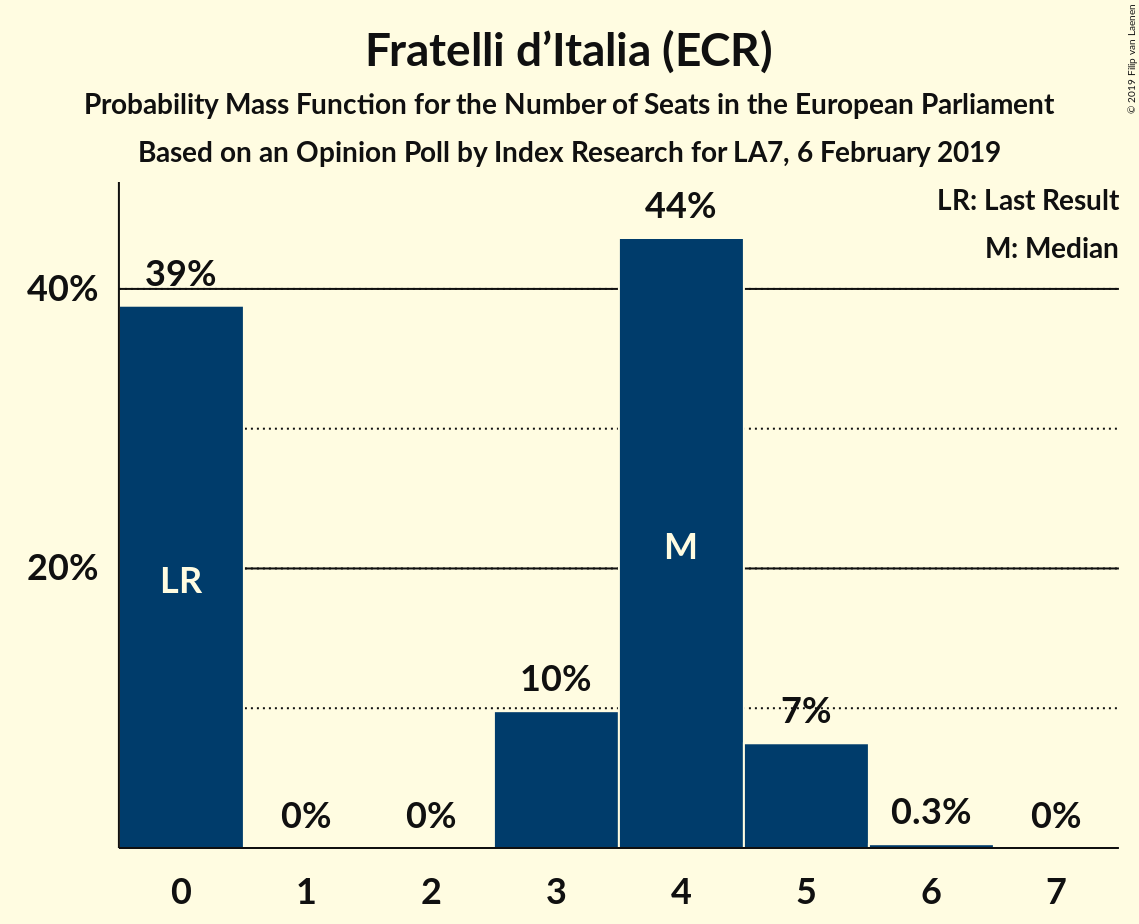 Fratelli d’Italia (ECR)
Probability Mass Function for the Number of Seats in the European Parliament
Based on an Opinion Poll by Index Research for LA7, 6 February 2019
© 2019 Filip van Laenen
LR: Last Result
M: Median
40%
20%
39%
0%
0%
10%
44%
7%
0.3%
0%
LR
M
0 1 2 3 4 5 6 7